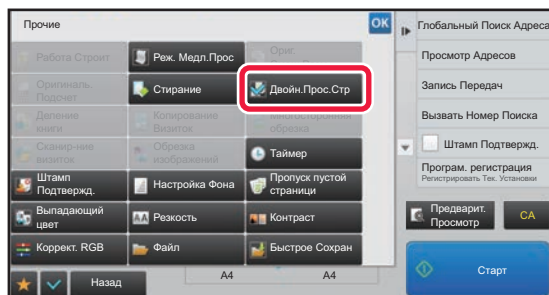 Прочие
OK
Работа Строит
Реж. Медл.Прос
Ориг.
Оригиналь.
Подсчет
Стирание
Двойн.Прос.Стр
Деление
книги
Копирование
Визиток
Многосторонняя
обрезка
Сканир-ние
визиток
Обрезка
изображений
Таймер
Штамп
Подтвержд.
Настройка Фона
Пропуск пустой
страници
Выпадающий
цвет
Резкость
Контраст
Коррект. RGB
Файл
Быстрое Сохран
Назад
A4
A4
Глобальный Поиск Адреса
Просмотр Адресов
Запись Передач
Вызвать Номер Поиска
Штамп Подтвержд.
Програм. регистрация
Регистрировать Тек. Установки
Предварит.
Просмотр
CA
Старт